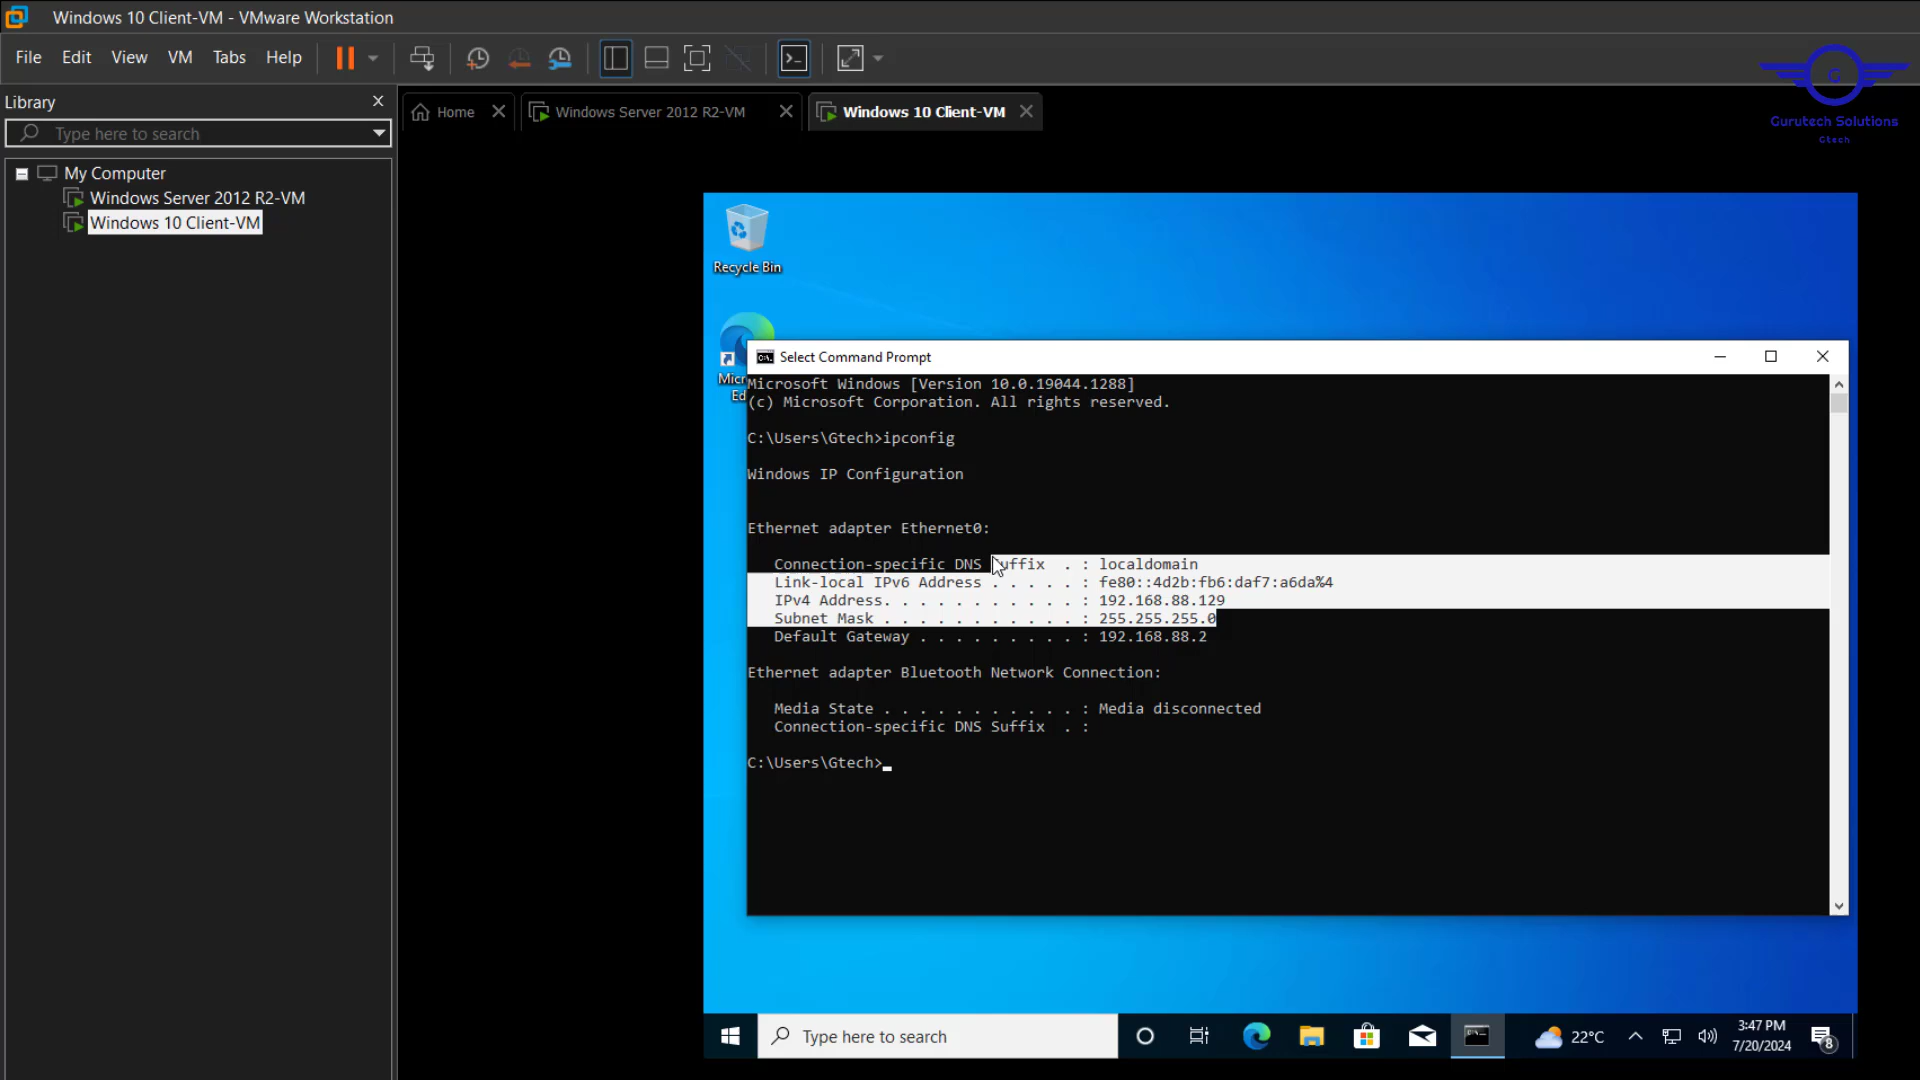 Windows 10 Client-VM - VMware Workstation
File Edit View VM Tabs Help
G
Gurutech Solutions
Gtech
Library
Type here to search
My Computer
Windows Server 2012 R2-VM
Windows 10 Client-VM
Home
Windows Server 2012 R2-VM
Windows 10 Client-VM
Recycle Bin
Select Command Prompt
Microsoft Windows [Version 10.0.19044.1288]
(c) Microsoft Corporation. All rights reserved.
C:\Users\Gtech>ipconfig
Windows IP Configuration
Ethernet adapter Ethernet0:
Connection-specific DNS Suffix . : localdomain
Link-local IPv6 Address . . . . . : fe80::4d2b:fb6:daf7:a6da%4
IPv4 Address. . . . . . . . . . . : 192.168.88.129
Subnet Mask . . . . . . . . . . . : 255.255.255.0
Default Gateway . . . . . . . . . : 192.168.88.2
Ethernet adapter Bluetooth Network Connection:
Media State . . . . . . . . . . . : Media disconnected
Connection-specific DNS Suffix . :
C:\Users\Gtech>_
Type here to search
22°C
3:47 PM
7/20/2024
8